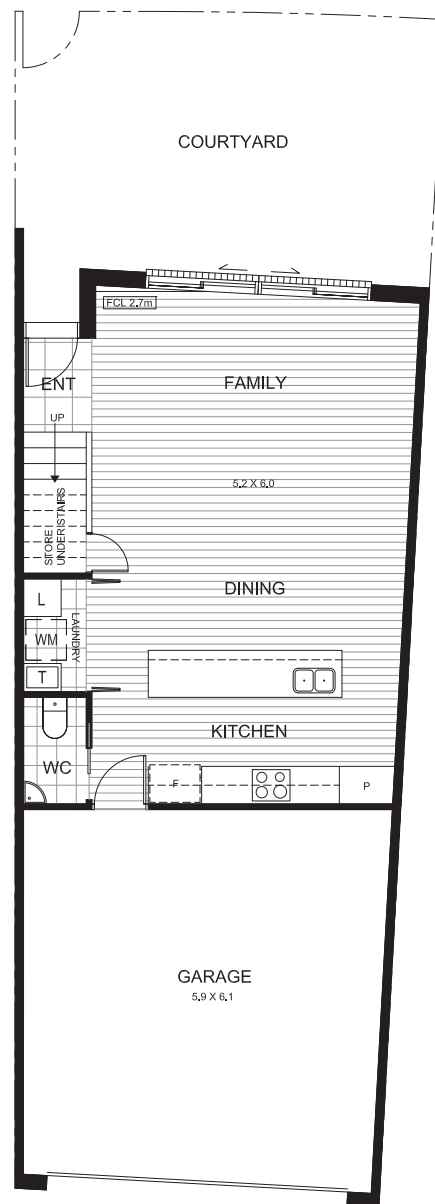 COURTYARD
FCL 2.7m
FAMILY
ENT
UP
5.2 X 6.0
STORE
UNDERSTAIRS
DINING
L
LAUNDRY
WM
T
KITCHEN
WC
F
P
GARAGE
5.9 X 6.1